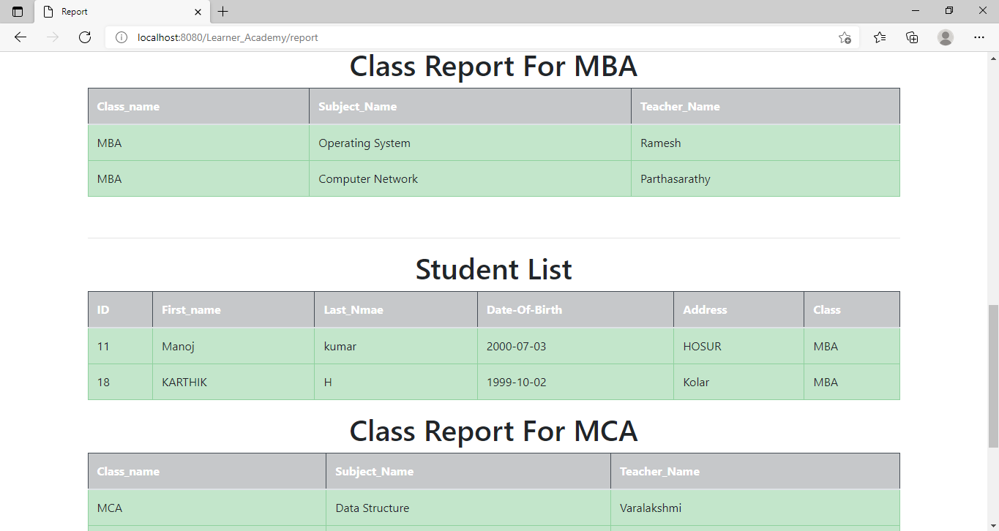 Report
localhost:8080/Learner_Academy/report
Class Report For MBA
Class_name Subject_Name Teacher_Name
MBA Operating System Ramesh
MBA Computer Network Parthasarathy
Student List
ID First_name Last_Nmae Date-Of-Birth Address Class
11 Manoj kumar 2000-07-03 HOSUR MBA
18 KARTHIK H 1999-10-02 Kolar MBA
Class Report For MCA
Class_name Subject_Name Teacher_Name
MCA Data Structure Varalakshmi